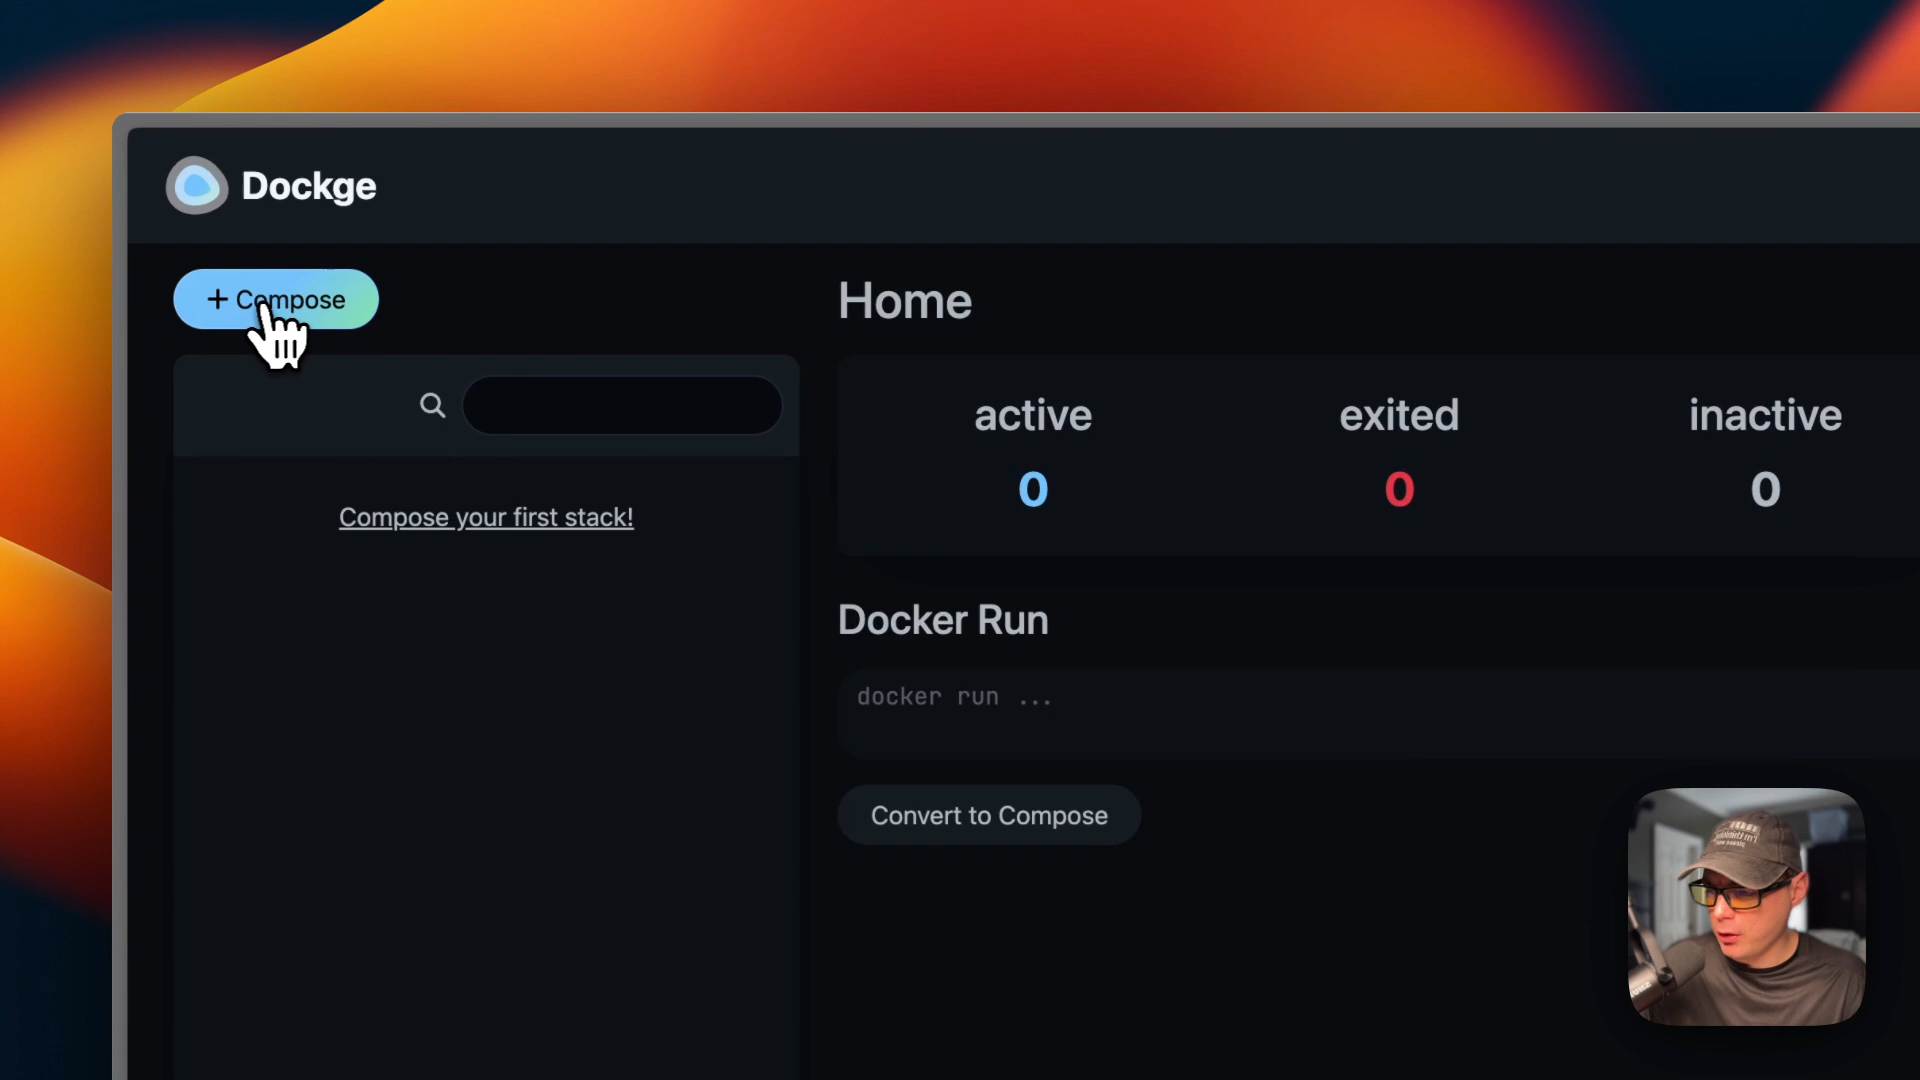 Dockge
+ Compose
Home
active
exited
inactive
0
0
0
Compose your first stack!
Docker Run
docker run ...
Convert to Compose